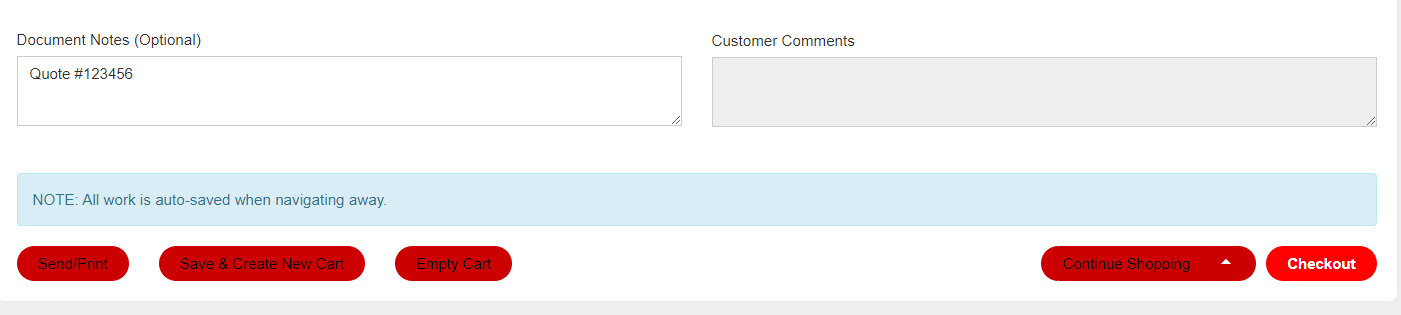 Document Notes (Optional)
Customer Comments
Quote #123456
NOTE: All work is auto-saved when navigating away.
Send/Print
Save & Create New Cart
Empty Cart
Continue Shopping
Checkout